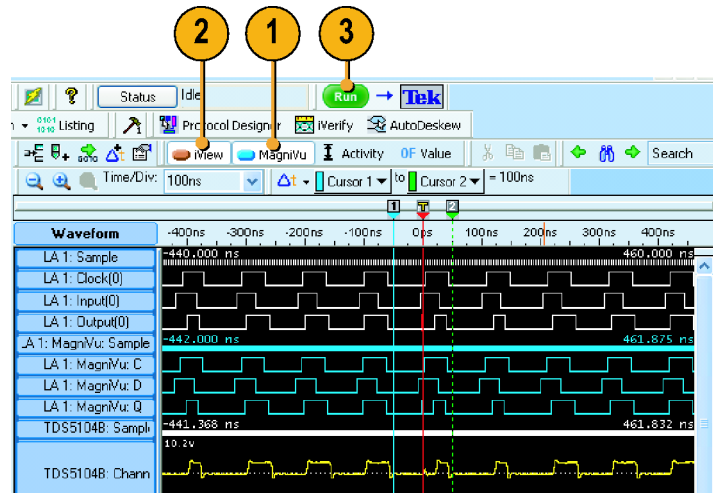 2 1 3
? Status Idle Run → Tek
0101 1010 Listing Protocol Designer iVerify AutoDeskew
iView MagniVu Activity 0F Value Search
Time/Div: 100ns Δt Cursor 1 to Cursor 2 = 100ns
1 T 2
Waveform -400ns -300ns -200ns -100ns 0ps 100ns 200ns 300ns 400ns
LA 1: Sample -440.000 ns 460.000 ns
LA 1: Clock(0)
LA 1: Input(0)
LA 1: Output(0)
LA 1: MagniVu: Sample -442.000 ns 461.875 ns
LA 1: MagniVu: C
LA 1: MagniVu: D
LA 1: MagniVu: Q
TDS5104B: Sampl -441.368 ns 461.832 ns
10.2V
TDS5104B: Chann